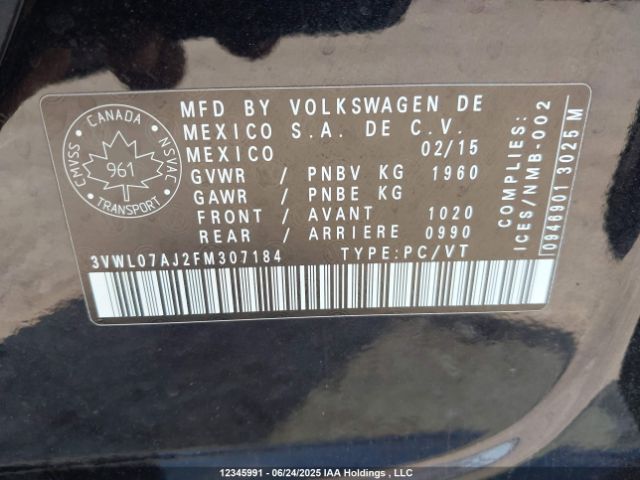 CANADA
CMVSS
NSVAC
961
TRANSPORT
MFD BY VOLKSWAGEN DE
MEXICO S.A. DE C.V.
MEXICO 02/15
GVWR / PNBV KG 1960
GAWR / PNBE KG
FRONT / AVANT 1020
REAR / ARRIERE 0990
3VWL07AJ2FM307184 TYPE:PC/VT
COMPLIES:
ICES/NMB-002
0946901 3025 M
12345991 - 06/24/2025 IAA Holdings , LLC